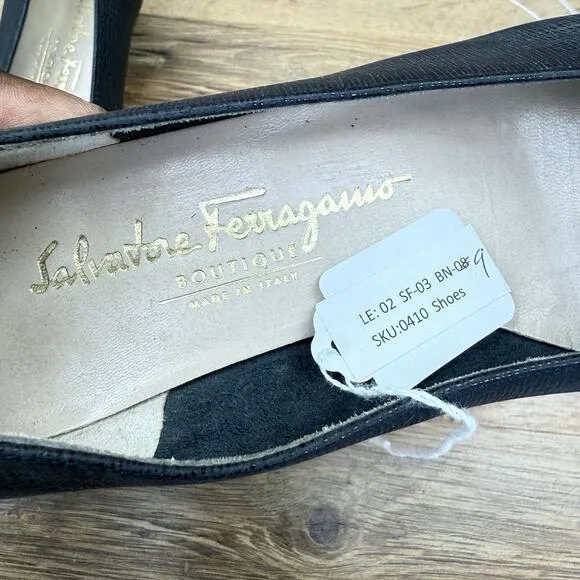 Salvatore Ferragamo
BOUTIQUE
MADE IN ITALY
LE: 02 SF-03 BN-08 9
SKU:0410 Shoes